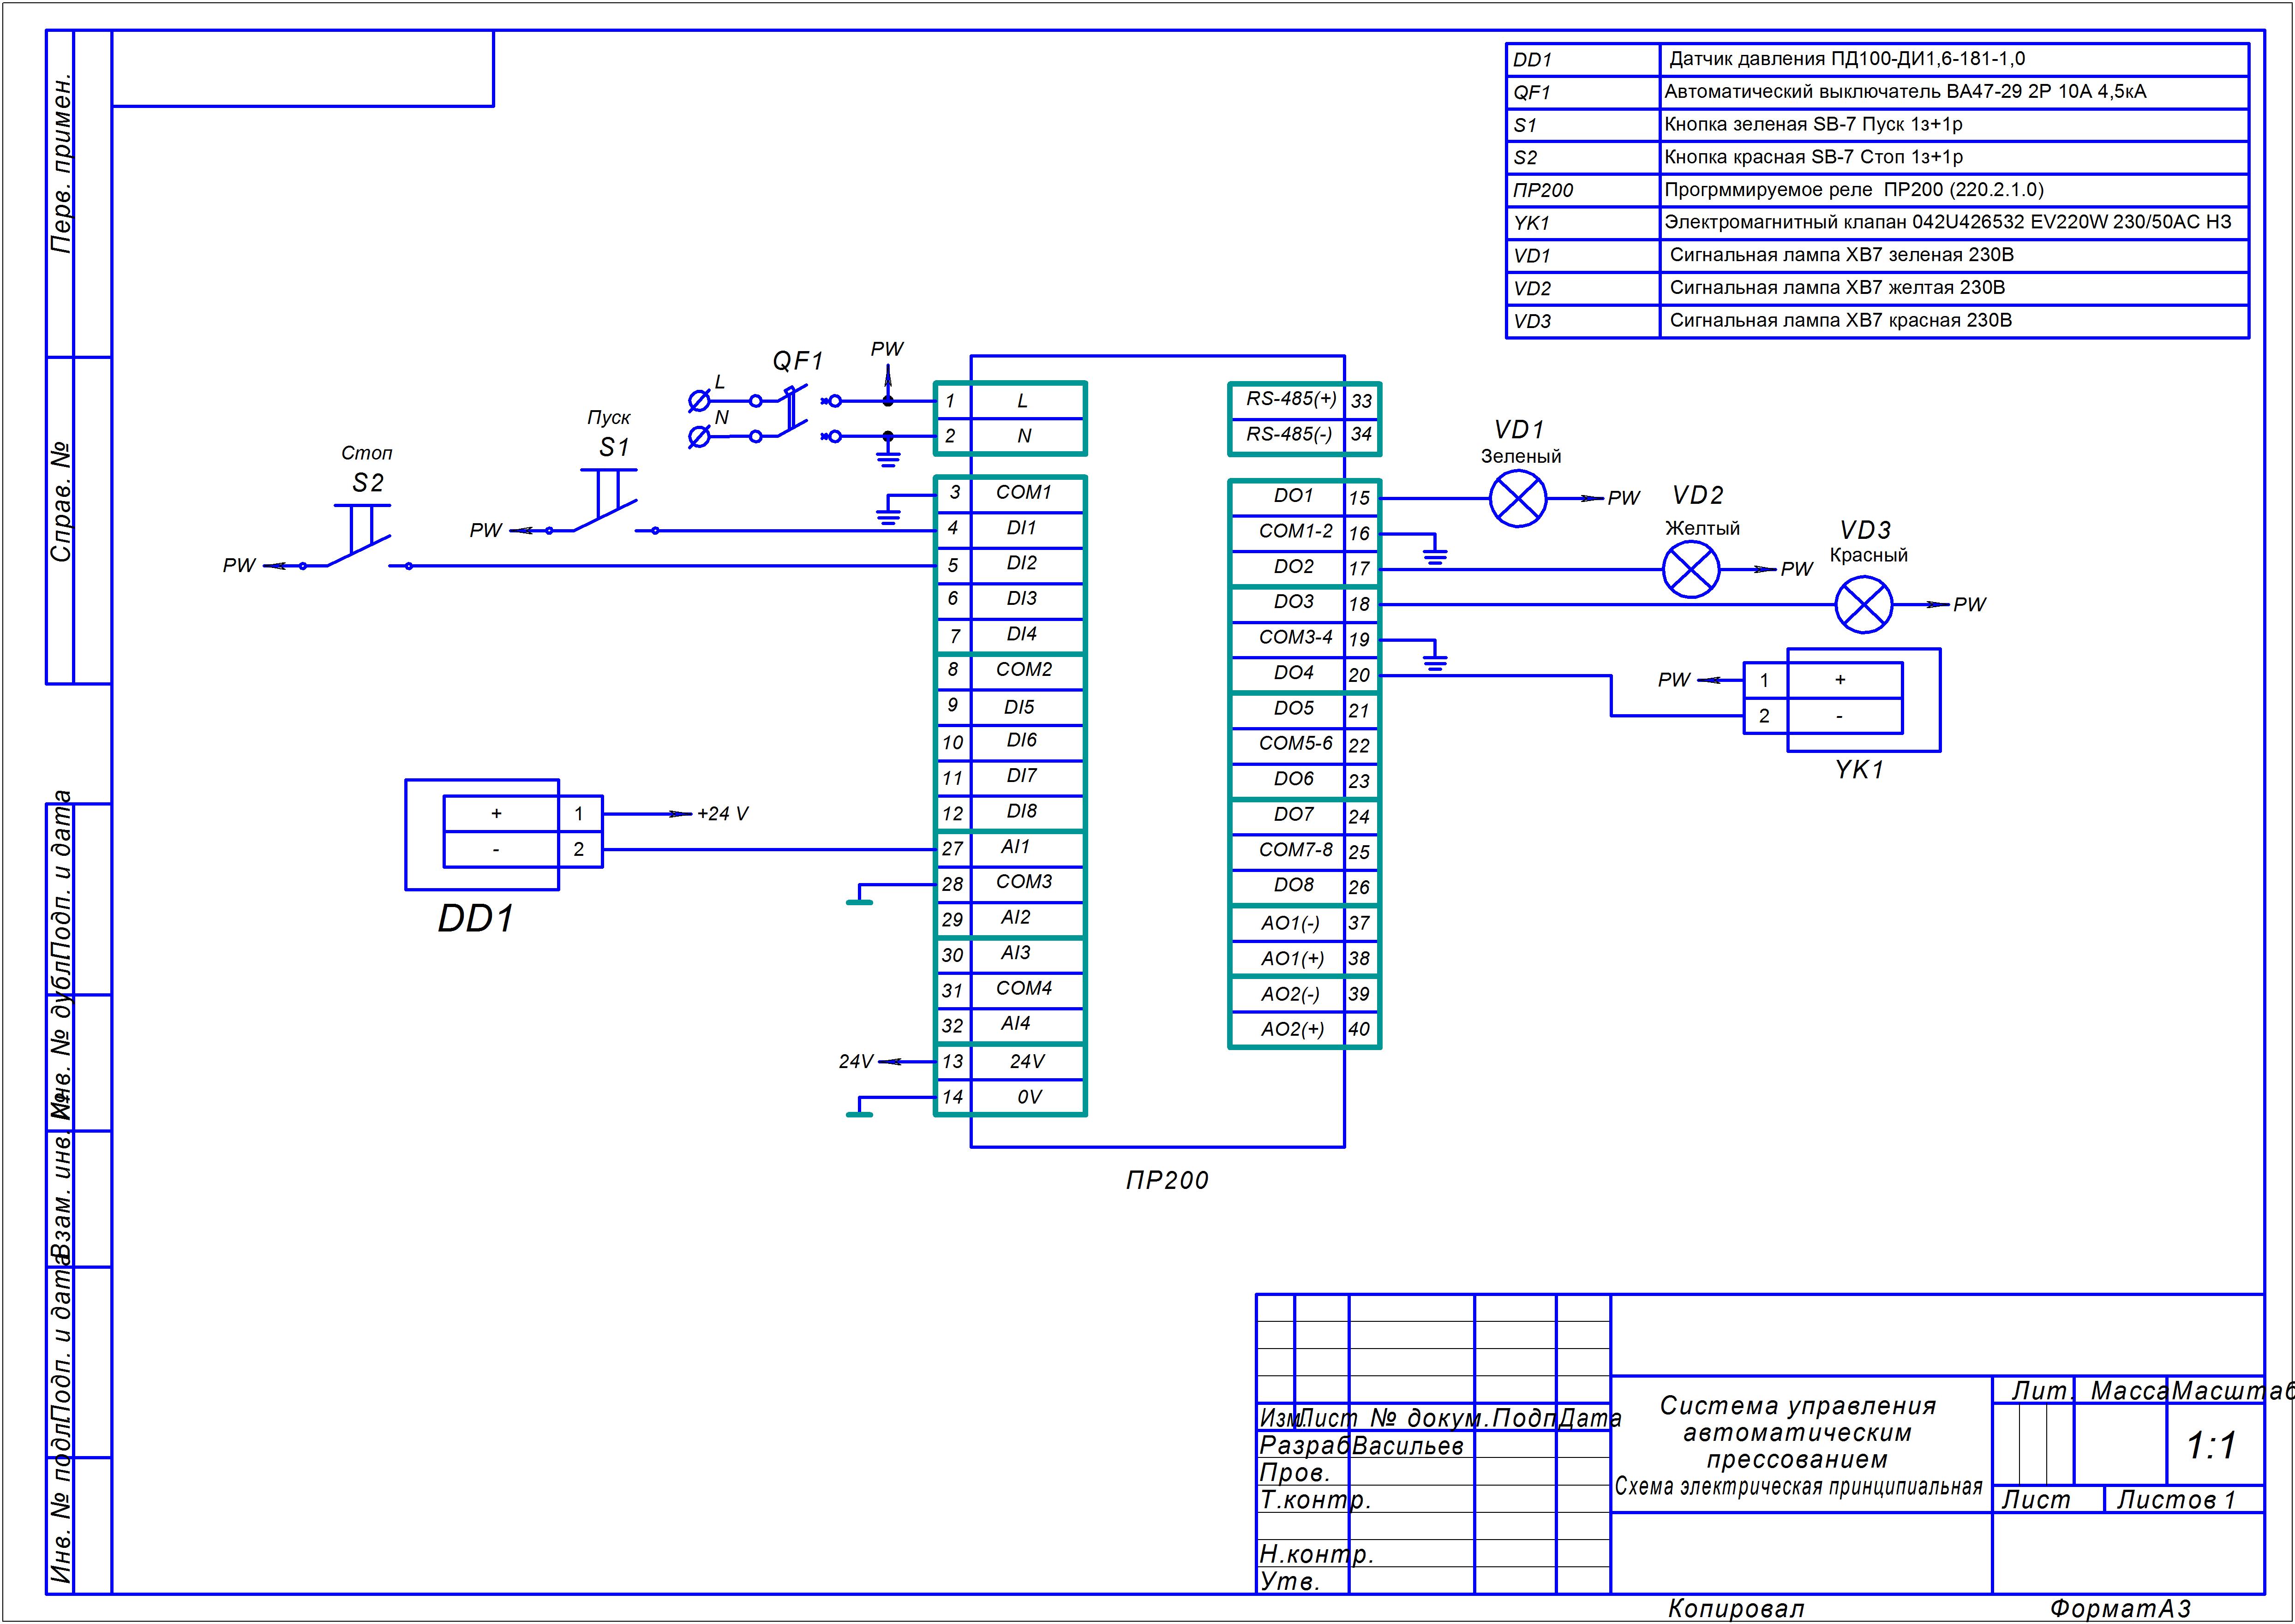 DD1 Датчик давления ПД100-ДИ1,6-181-1,0
QF1 Автоматический выключатель ВА47-29 2Р 10А 4,5кА
S1 Кнопка зеленая SB-7 Пуск 1з+1р
S2 Кнопка красная SB-7 Стоп 1з+1р
ПР200 Прогрммируемое реле ПР200 (220.2.1.0)
YK1 Электромагнитный клапан 042U426532 EV220W 230/50AC НЗ
VD1 Сигнальная лампа XB7 зеленая 230В
VD2 Сигнальная лампа XB7 желтая 230В
VD3 Сигнальная лампа XB7 красная 230В
Перв. примен.
Справ. №
Подп. и дата
Инв. № дубл.
Взам. инв. №
Подп. и дата
Инв. № подл.
QF1
PW
L
N
Пуск
S1
PW
Стоп
S2
PW
1 L
2 N
3 COM1
4 DI1
5 DI2
6 DI3
7 DI4
8 COM2
9 DI5
10 DI6
11 DI7
12 DI8
27 AI1
28 COM3
29 AI2
30 AI3
31 COM4
32 AI4
13 24V
14 0V
24V
+ 1
- 2
+24 V
DD1
RS-485(+) 33
RS-485(-) 34
DO1 15
COM1-2 16
DO2 17
DO3 18
COM3-4 19
DO4 20
DO5 21
COM5-6 22
DO6 23
DO7 24
COM7-8 25
DO8 26
AO1(-) 37
AO1(+) 38
AO2(-) 39
AO2(+) 40
ПР200
VD1
Зеленый
PW
VD2
Желтый
PW
VD3
Красный
PW
PW
1 +
2 -
YK1
Изм. Лист № докум. Подп. Дата
Разраб. Васильев
Пров.
Т.контр.
Н.контр.
Утв.
Система управления
автоматическим
прессованием
Схема электрическая принципиальная
Лит. Масса Масштаб
1:1
Лист Листов 1
Копировал ФорматА3